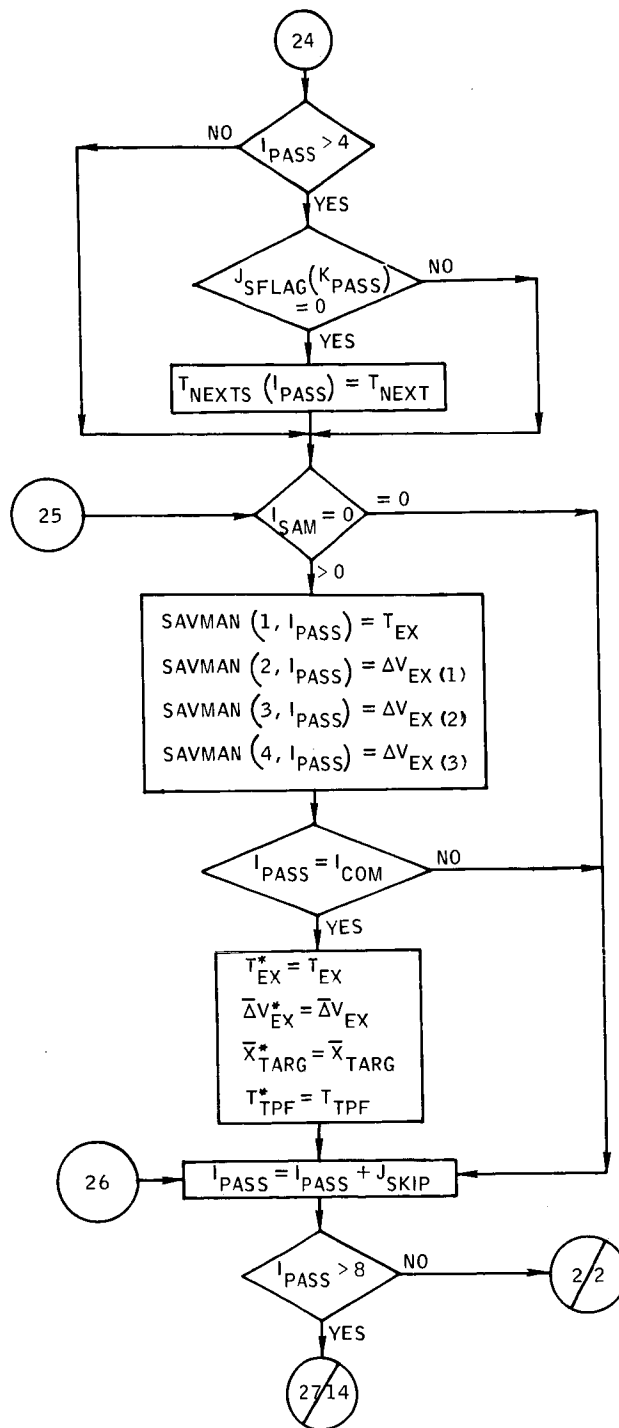 24
NO
I_PASS > 4
YES
J_SFLAG (K_PASS) = 0
NO
YES
T_NEXTS (I_PASS) = T_NEXT
25
I_SAM = 0
= 0
> 0
SAVMAN (1, I_PASS) = T_EX
SAVMAN (2, I_PASS) = ΔV_EX (1)
SAVMAN (3, I_PASS) = ΔV_EX (2)
SAVMAN (4, I_PASS) = ΔV_EX (3)
I_PASS = I_COM
NO
YES
T*_EX = T_EX
Δ̅V*_EX = Δ̅V_EX
X̅*_TARG = X̅_TARG
T*_TPF = T_TPF
26
I_PASS = I_PASS + J_SKIP
I_PASS > 8
NO
2/2
YES
27/14